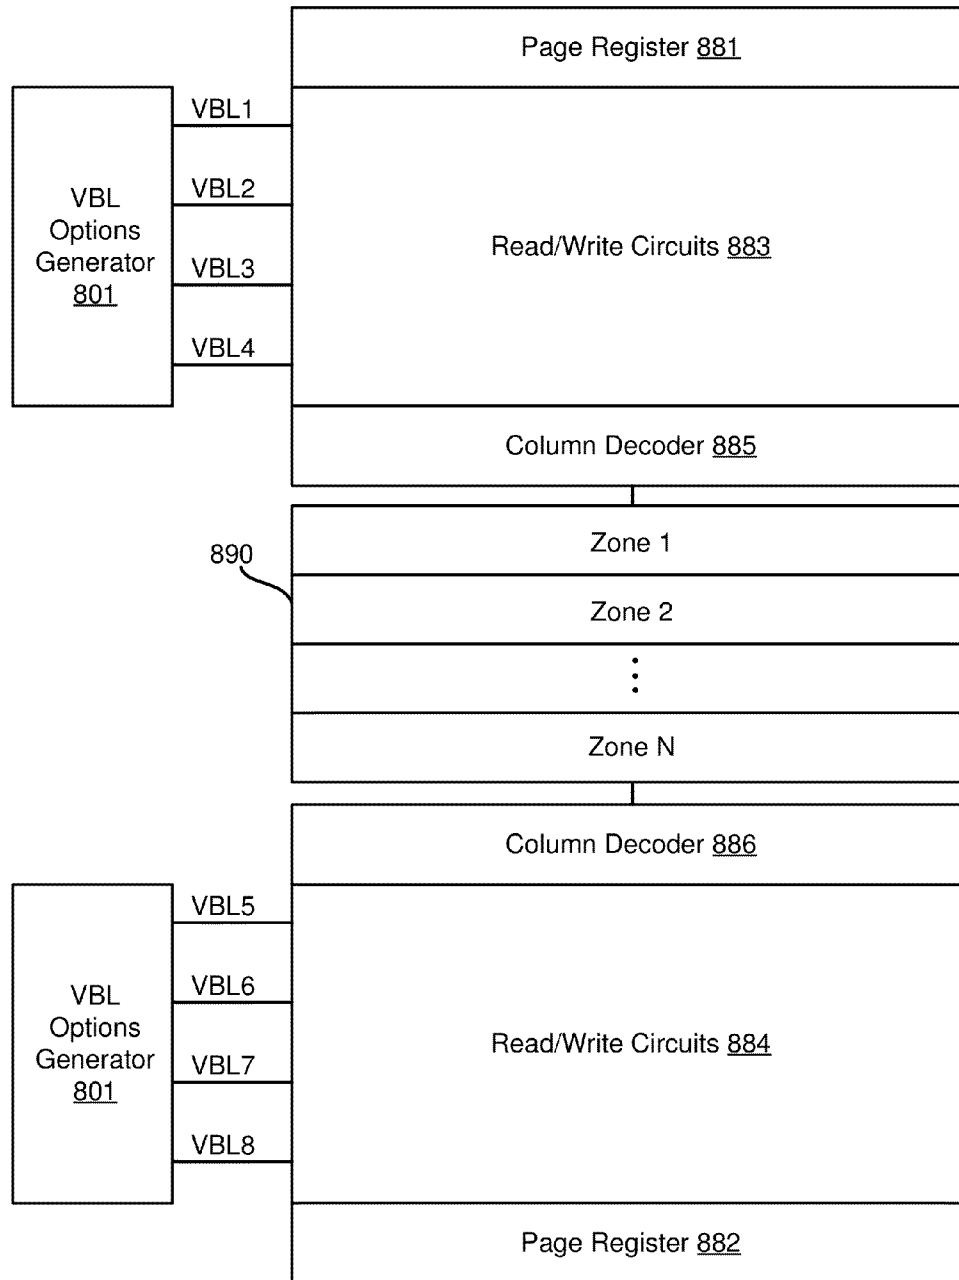 Page Register 881
VBL1
VBL2
VBL3
VBL4
VBL
Options
Generator
801
Read/Write Circuits 883
Column Decoder 885
890
Zone 1
Zone 2
⋮
Zone N
Column Decoder 886
VBL5
VBL6
VBL7
VBL8
VBL
Options
Generator
801
Read/Write Circuits 884
Page Register 882